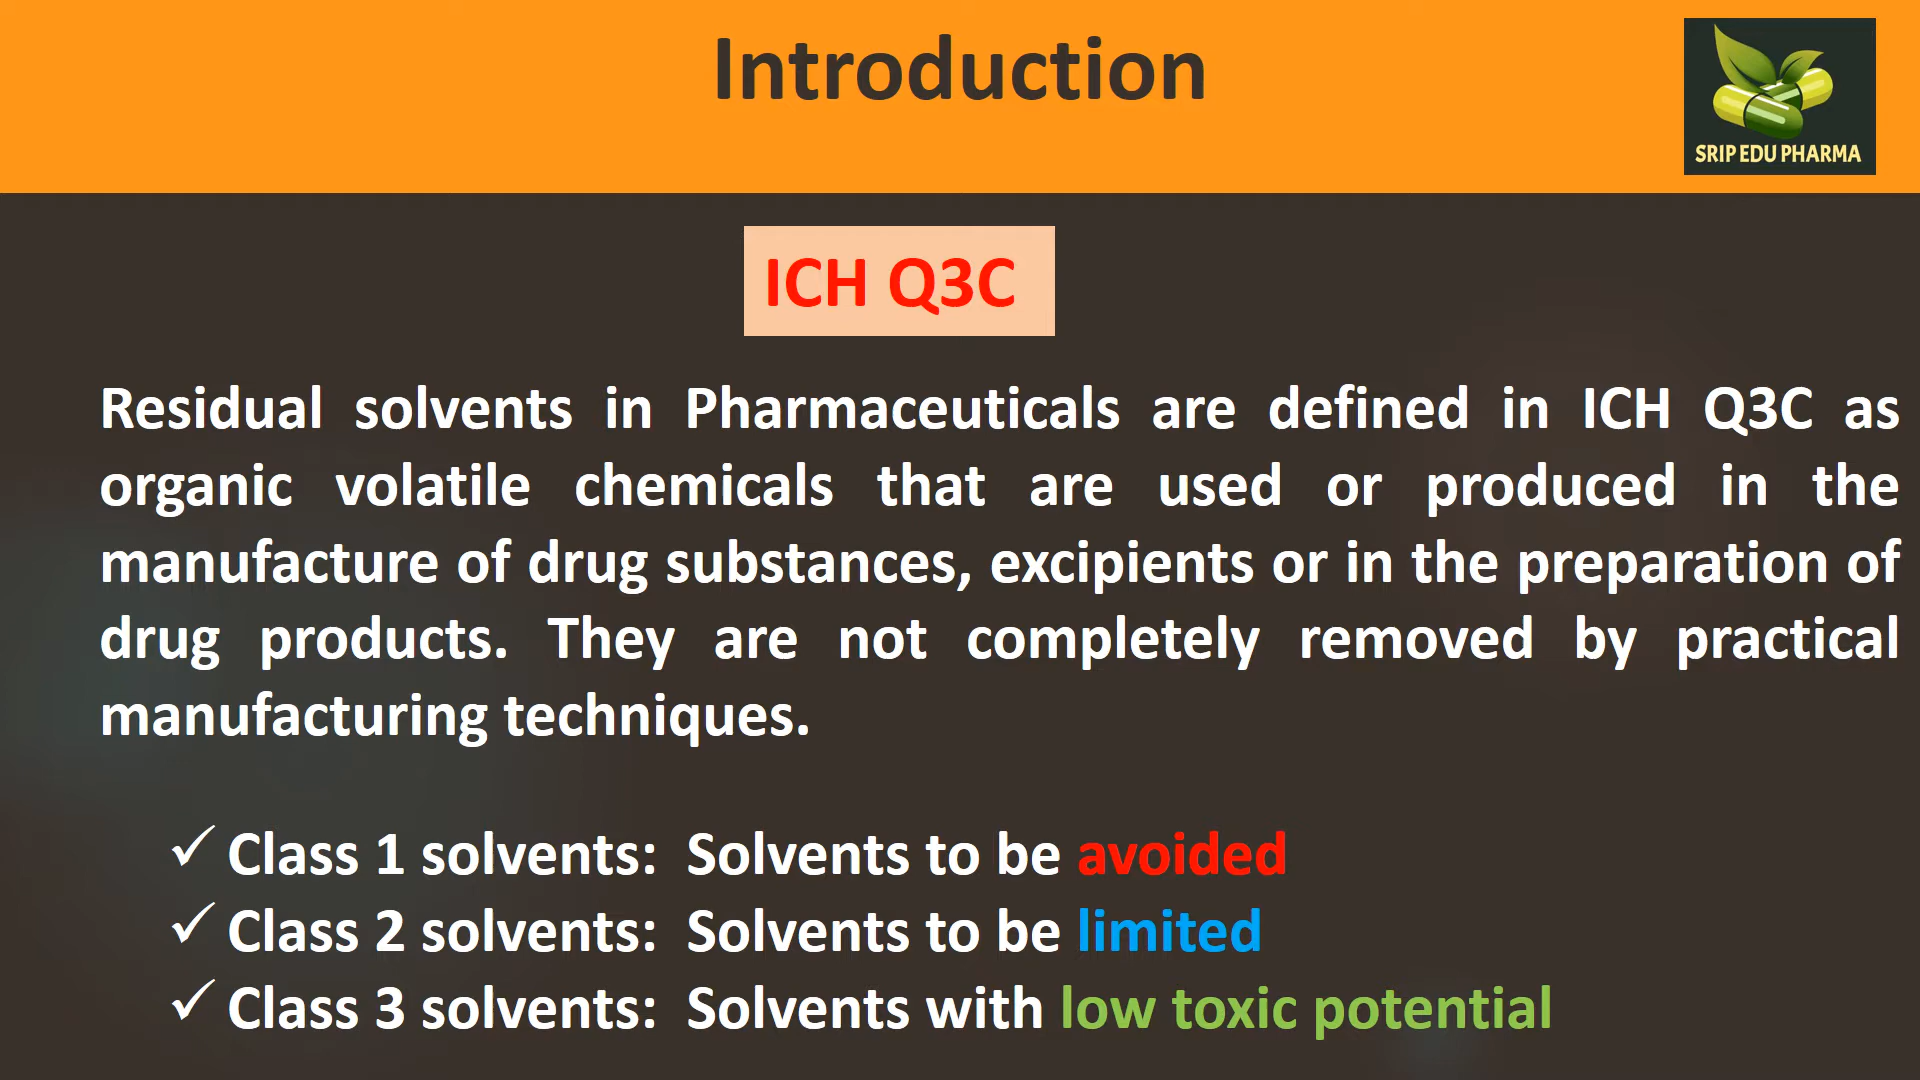 Introduction
SRIP EDU PHARMA
ICH Q3C
Residual solvents in Pharmaceuticals are defined in ICH Q3C as
organic volatile chemicals that are used or produced in the
manufacture of drug substances, excipients or in the preparation of
drug products. They are not completely removed by practical
manufacturing techniques.
✓ Class 1 solvents: Solvents to be avoided
✓ Class 2 solvents: Solvents to be limited
✓ Class 3 solvents: Solvents with low toxic potential